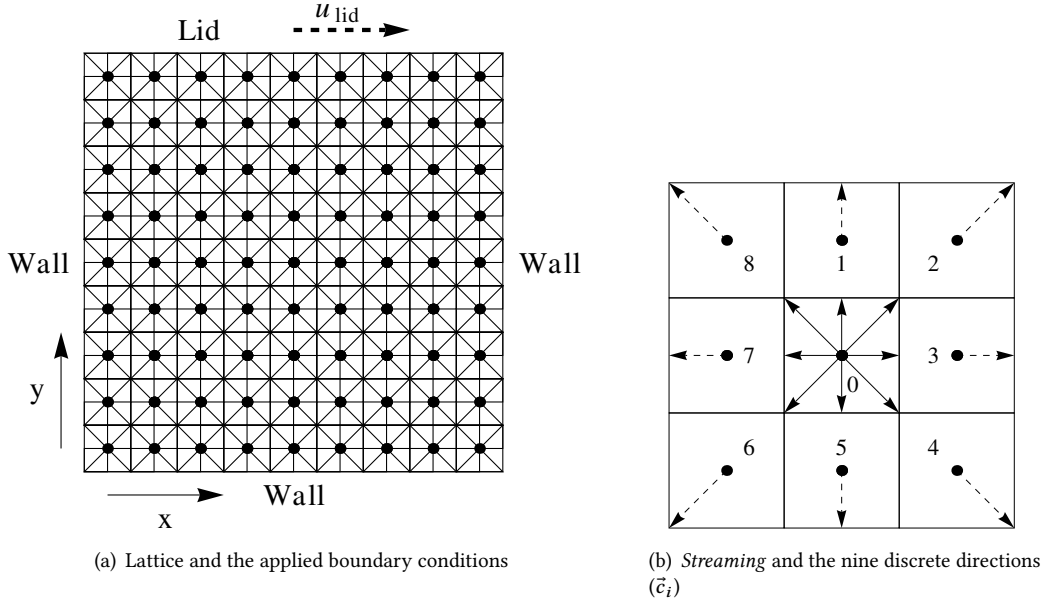 Lid
u lid
Wall
Wall
y
x
Wall
(a) Lattice and the applied boundary conditions
8
1
2
7
0
3
6
5
4
(b) Streaming and the nine discrete directions
(c⃗i)